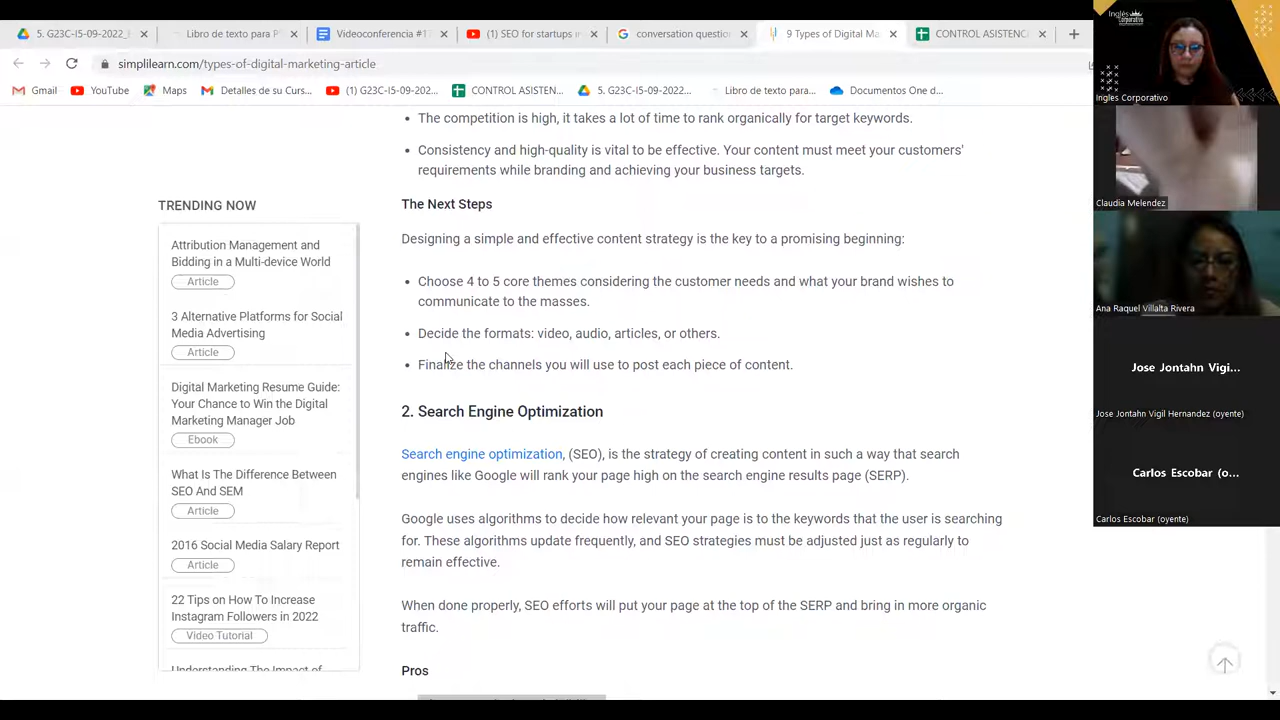 5. G23C-I5-09-2022_
Libro de texto para P
Videoconferencia #T
(1) SEO for startups in
conversation question
9 Types of Digital Ma
CONTROL ASISTENC
simplilearn.com/types-of-digital-marketing-article
Gmail
YouTube
Maps
Detalles de su Curs...
(1) G23C-I5-09-202...
CONTROL ASISTEN...
5. G23C-I5-09-2022...
Libro de texto para...
Documentos One d...
The competition is high, it takes a lot of time to rank organically for target keywords.
Consistency and high-quality is vital to be effective. Your content must meet your customers'
requirements while branding and achieving your business targets.
The Next Steps
Designing a simple and effective content strategy is the key to a promising beginning:
Choose 4 to 5 core themes considering the customer needs and what your brand wishes to
communicate to the masses.
Decide the formats: video, audio, articles, or others.
Finalize the channels you will use to post each piece of content.
2. Search Engine Optimization
Search engine optimization, (SEO), is the strategy of creating content in such a way that search
engines like Google will rank your page high on the search engine results page (SERP).
Google uses algorithms to decide how relevant your page is to the keywords that the user is searching
for. These algorithms update frequently, and SEO strategies must be adjusted just as regularly to
remain effective.
When done properly, SEO efforts will put your page at the top of the SERP and bring in more organic
traffic.
Pros
TRENDING NOW
Attribution Management and
Bidding in a Multi-device World
Article
3 Alternative Platforms for Social
Media Advertising
Article
Digital Marketing Resume Guide:
Your Chance to Win the Digital
Marketing Manager Job
Ebook
What Is The Difference Between
SEO And SEM
Article
2016 Social Media Salary Report
Article
22 Tips on How To Increase
Instagram Followers in 2022
Video Tutorial
Understanding The Impact of
Inglés
Corporativo
Ingles Corporativo
Claudia Melendez
Ana Raquel Villalta Rivera
Jose Jontahn Vigi...
Jose Jontahn Vigil Hernandez (oyente)
Carlos Escobar (o...
Carlos Escobar (oyente)